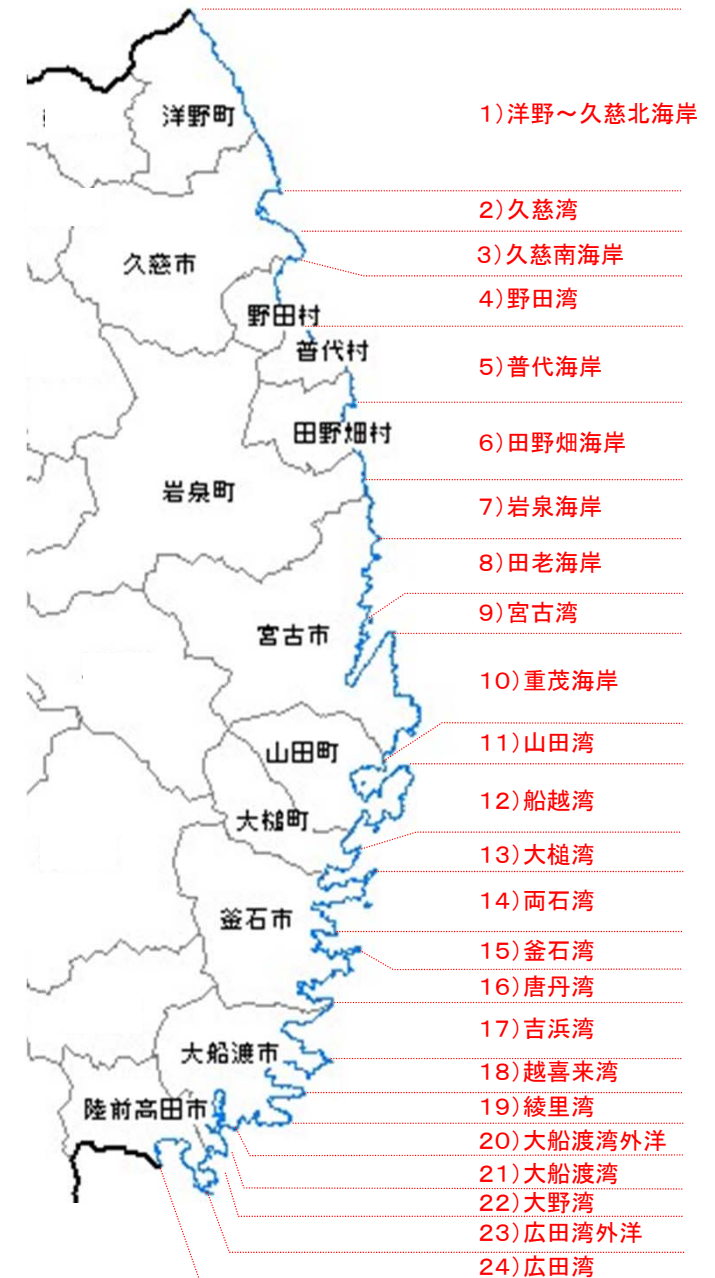 洋野町
久慈市
野田村
普代村
田野畑村
岩泉町
宮古市
山田町
大槌町
釜石市
大船渡市
陸前高田市
1)洋野～久慈北海岸
2)久慈湾
3)久慈南海岸
4)野田湾
5)普代海岸
6)田野畑海岸
7)岩泉海岸
8)田老海岸
9)宮古湾
10)重茂海岸
11)山田湾
12)船越湾
13)大槌湾
14)両石湾
15)釜石湾
16)唐丹湾
17)吉浜湾
18)越喜来湾
19)綾里湾
20)大船渡湾外洋
21)大船渡湾
22)大野湾
23)広田湾外洋
24)広田湾